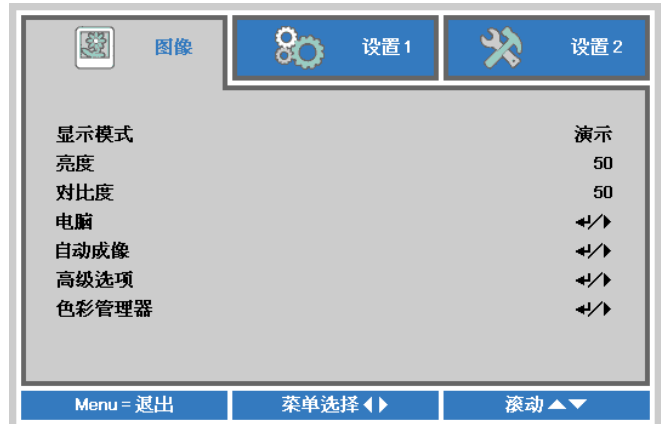 图像 设置1 设置2
显示模式 演示
亮度 50
对比度 50
电脑 ↵/▶
自动成像 ↵/▶
高级选项 ↵/▶
色彩管理器 ↵/▶
Menu = 退出 菜单选择◀▶ 滚动▲▼